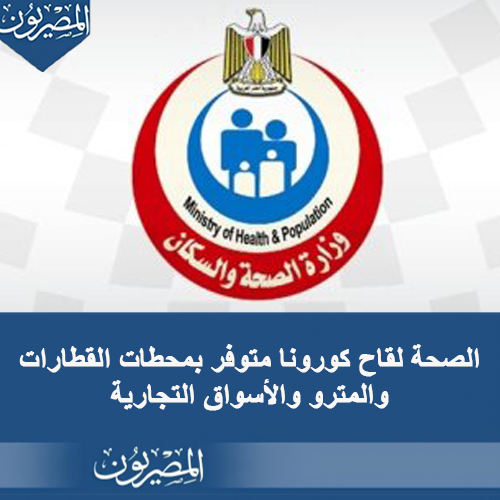 المصريون
Ministry of Health & Population
وزارة الصحة والسكان
الصحة لقاح كورونا متوفر بمحطات القطارات
والمترو والأسواق التجارية
المصريون